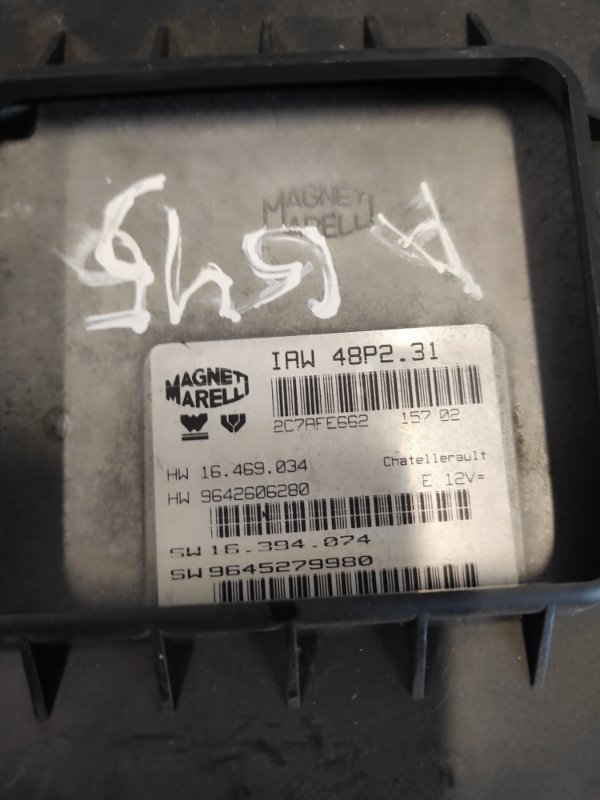 MAGNETI
MARELLI
IAW 48P2.31
MAGNETI
MARELLI
2C7AFE662 157 02
HW 16.469.034 Chatellerault
HW 9642606280 E 12V=
SW 16.394.074
SW 9645279980